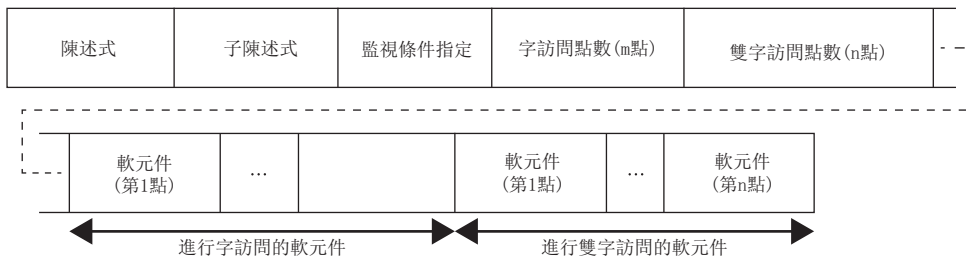 陳述式
子陳述式
監視條件指定
字訪問點數(m點)
雙字訪問點數(n點)
軟元件
(第1點)
…
軟元件
(第1點)
…
軟元件
(第n點)
進行字訪問的軟元件
進行雙字訪問的軟元件